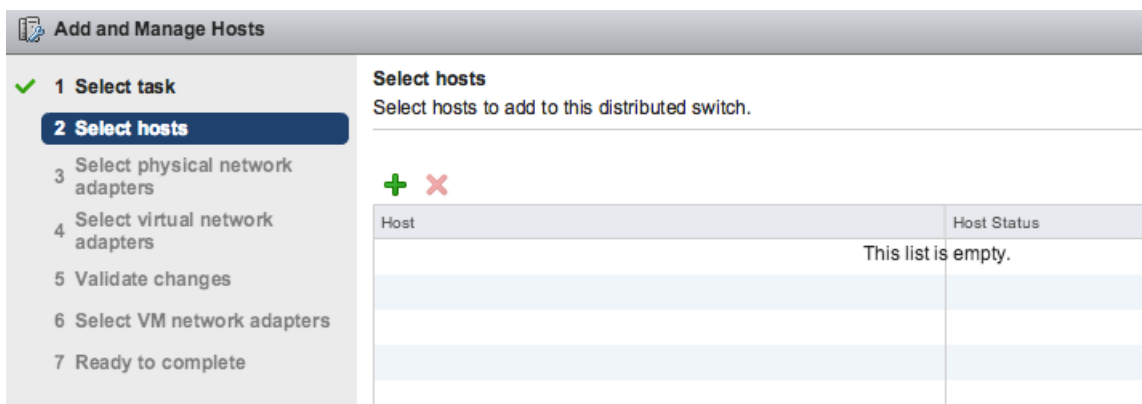 Add and Manage Hosts
1 Select task
2 Select hosts
3 Select physical network
adapters
4 Select virtual network
adapters
5 Validate changes
6 Select VM network adapters
7 Ready to complete
Select hosts
Select hosts to add to this distributed switch.
Host Host Status
This list is empty.